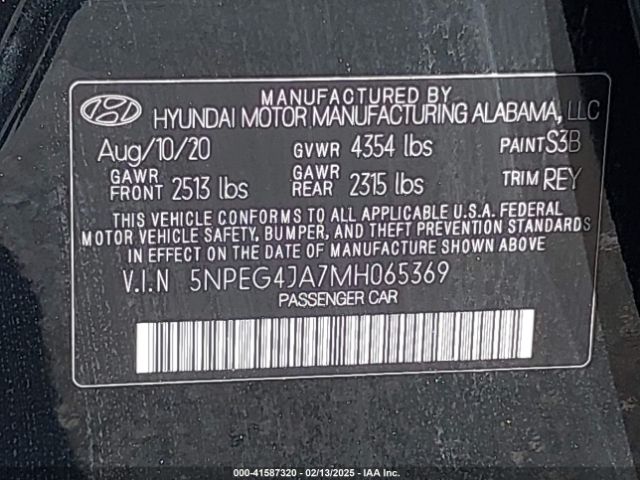 MANUFACTURED BY
HYUNDAI MOTOR MANUFACTURING ALABAMA, LLC
Aug/10/20 GVWR 4354 lbs PAINT S3B
GAWR FRONT 2513 lbs GAWR REAR 2315 lbs TRIM REY
THIS VEHICLE CONFORMS TO ALL APPLICABLE U.S.A. FEDERAL
MOTOR VEHICLE SAFETY, BUMPER, AND THEFT PREVENTION STANDARDS
IN EFFECT ON THE DATE OF MANUFACTURE SHOWN ABOVE.
V.I.N 5NPEG4JA7MH065369
PASSENGER CAR
000-41587320 - 02/13/2025 - IAA Inc.